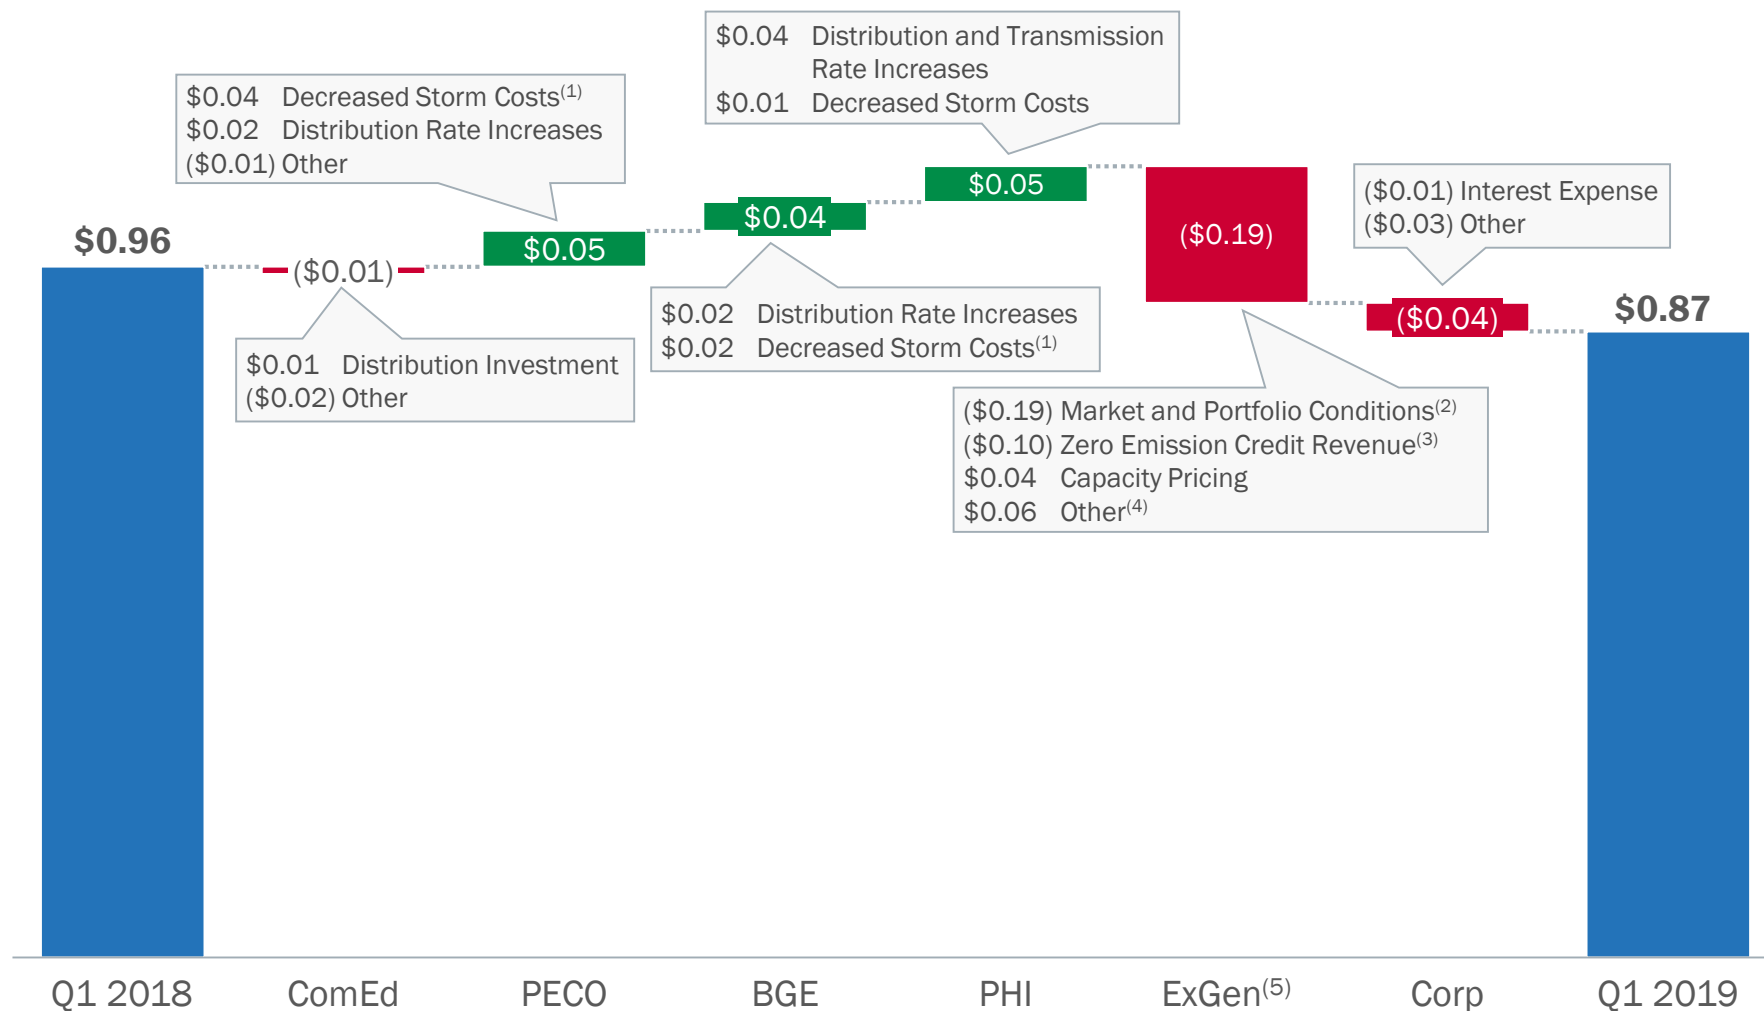 $0.04 Distribution and Transmission
Rate Increases
$0.01 Decreased Storm Costs
$0.04 Decreased Storm Costs(1)
$0.02 Distribution Rate Increases
($0.01) Other
($0.01) Interest Expense
($0.03) Other
$0.96
($0.01)
$0.05
$0.04
$0.05
($0.19)
($0.04)
$0.87
$0.02 Distribution Rate Increases
$0.02 Decreased Storm Costs(1)
$0.01 Distribution Investment
($0.02) Other
($0.19) Market and Portfolio Conditions(2)
($0.10) Zero Emission Credit Revenue(3)
$0.04 Capacity Pricing
$0.06 Other(4)
Q1 2018 ComEd PECO BGE PHI ExGen(5) Corp Q1 2019